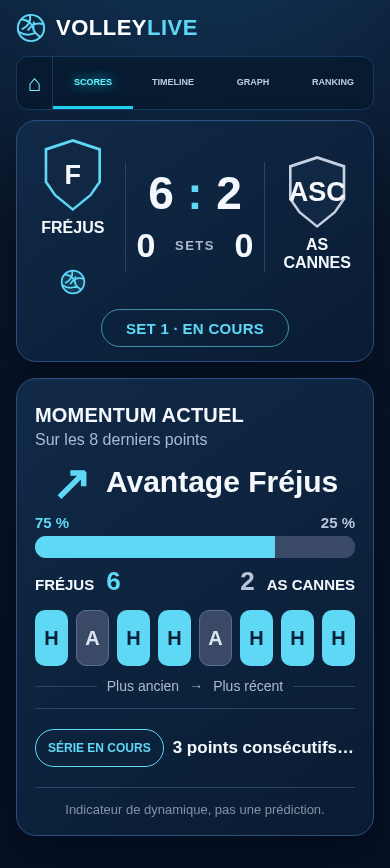 VOLLEYLIVE
SCORES TIMELINE GRAPH RANKING
F
ASC
6 : 2
FRÉJUS
0 SETS 0
AS
CANNES
SET 1 · EN COURS
MOMENTUM ACTUEL
Sur les 8 derniers points
Avantage Fréjus
75 % 25 %
FRÉJUS 6 2 AS CANNES
H A H H A H H H
Plus ancien → Plus récent
SÉRIE EN COURS 3 points consécutifs…
Indicateur de dynamique, pas une prédiction.